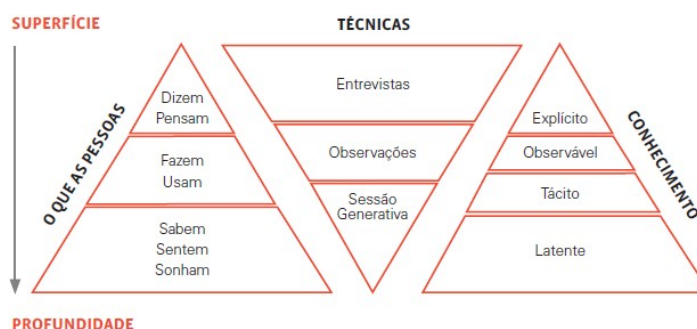 SUPERFÍCIE
TÉCNICAS
O QUE AS PESSOAS
Dizem
Pensam
Fazem
Usam
Sabem
Sentem
Sonham
Entrevistas
Observações
Sessão
Generativa
Explícito
Observável
Tácito
Latente
CONHECIMENTO
PROFUNDIDADE